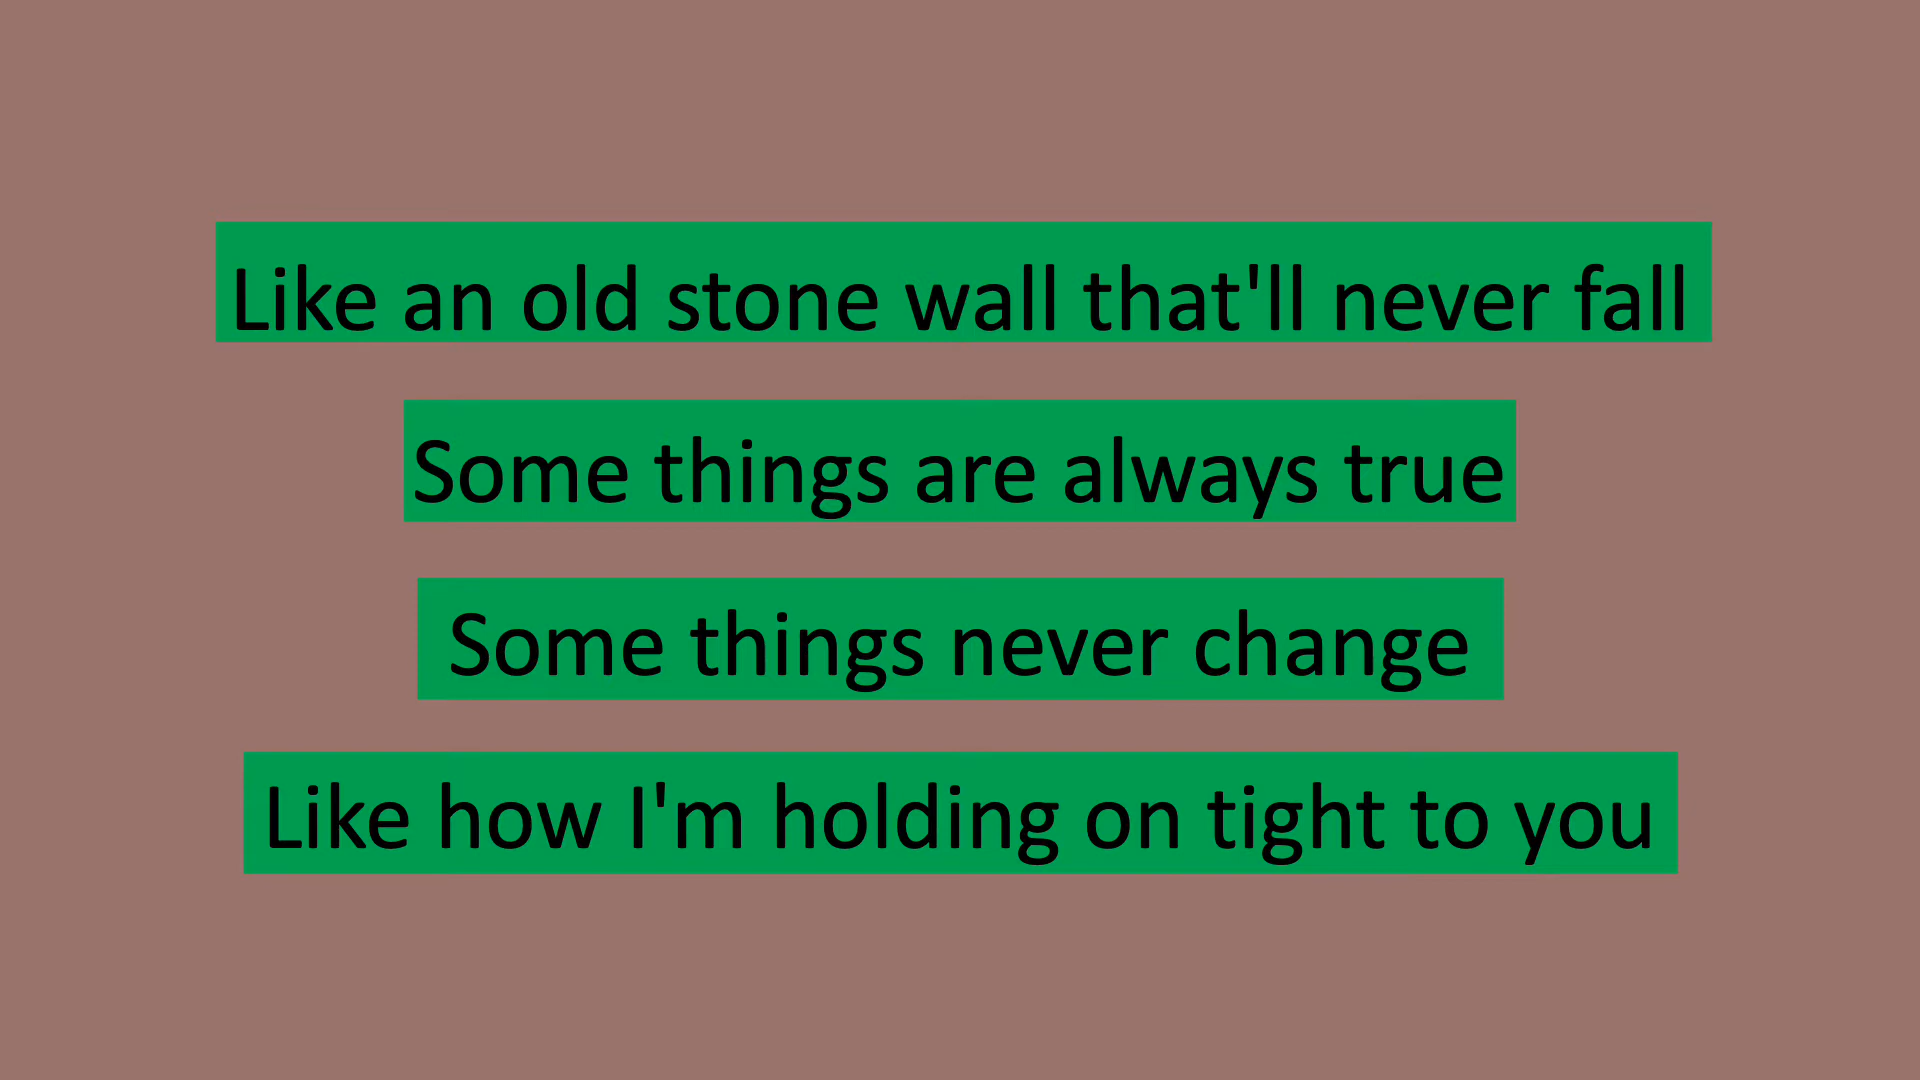 Like an old stone wall that'll never fall
Some things are always true
Some things never change
Like how I'm holding on tight to you